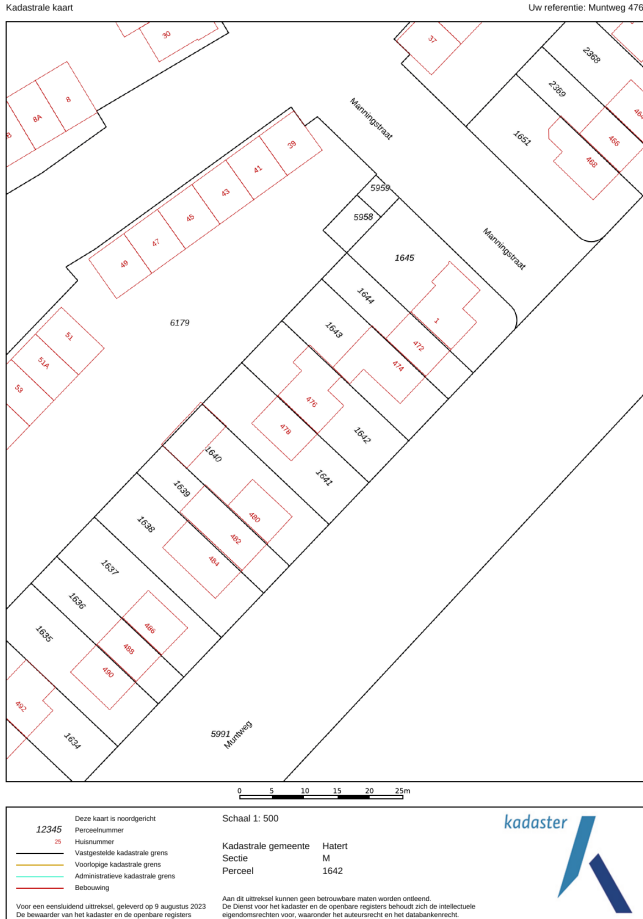 Kadastrale kaart
Uw referentie: Muntweg 476
30
37
2368
8
8A
2369
1651
466
468
Manningstraat
39
41
43
45
47
49
5959
5958
Manningstraat
1645
1644
1
6179
1643
472
474
51
51A
53
476
478
1642
1640
1641
1639
480
482
484
1638
1637
1636
486
488
490
1635
492
1634
5991
Muntweg
0 5 10 15 20 25m
Deze kaart is noordgericht
12345 Perceelnummer
25 Huisnummer
Vastgestelde kadastrale grens
Voorlopige kadastrale grens
Administratieve kadastrale grens
Bebouwing
Voor een eensluidend uittreksel, geleverd op 9 augustus 2023
De bewaarder van het kadaster en de openbare registers
Schaal 1: 500
Kadastrale gemeente Hatert
Sectie M
Perceel 1642
Aan dit uittreksel kunnen geen betrouwbare maten worden ontleend.
De Dienst voor het kadaster en de openbare registers behoudt zich de intellectuele
eigendomsrechten voor, waaronder het auteursrecht en het databankenrecht.
kadaster